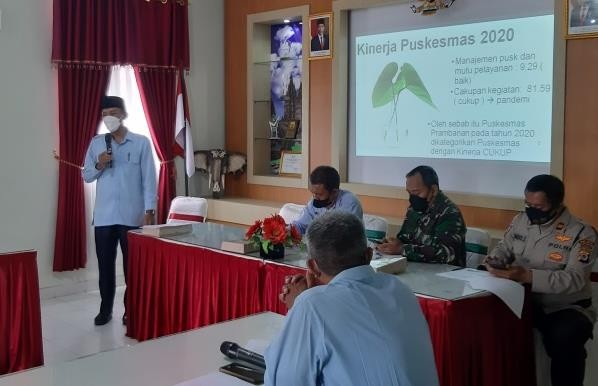 Kinerja Puskesmas 2020
•Manajemen pusk dan
mutu pelayanan : 9.29 (
baik)
•Cakupan kegiatan: 81.59
( cukup ) → pandemi
•Oleh sebab itu Puskesmas
Prambanan pada tahun 2020
dikategorikan Puskesmas
dengan Kinerja CUKUP
POLRI